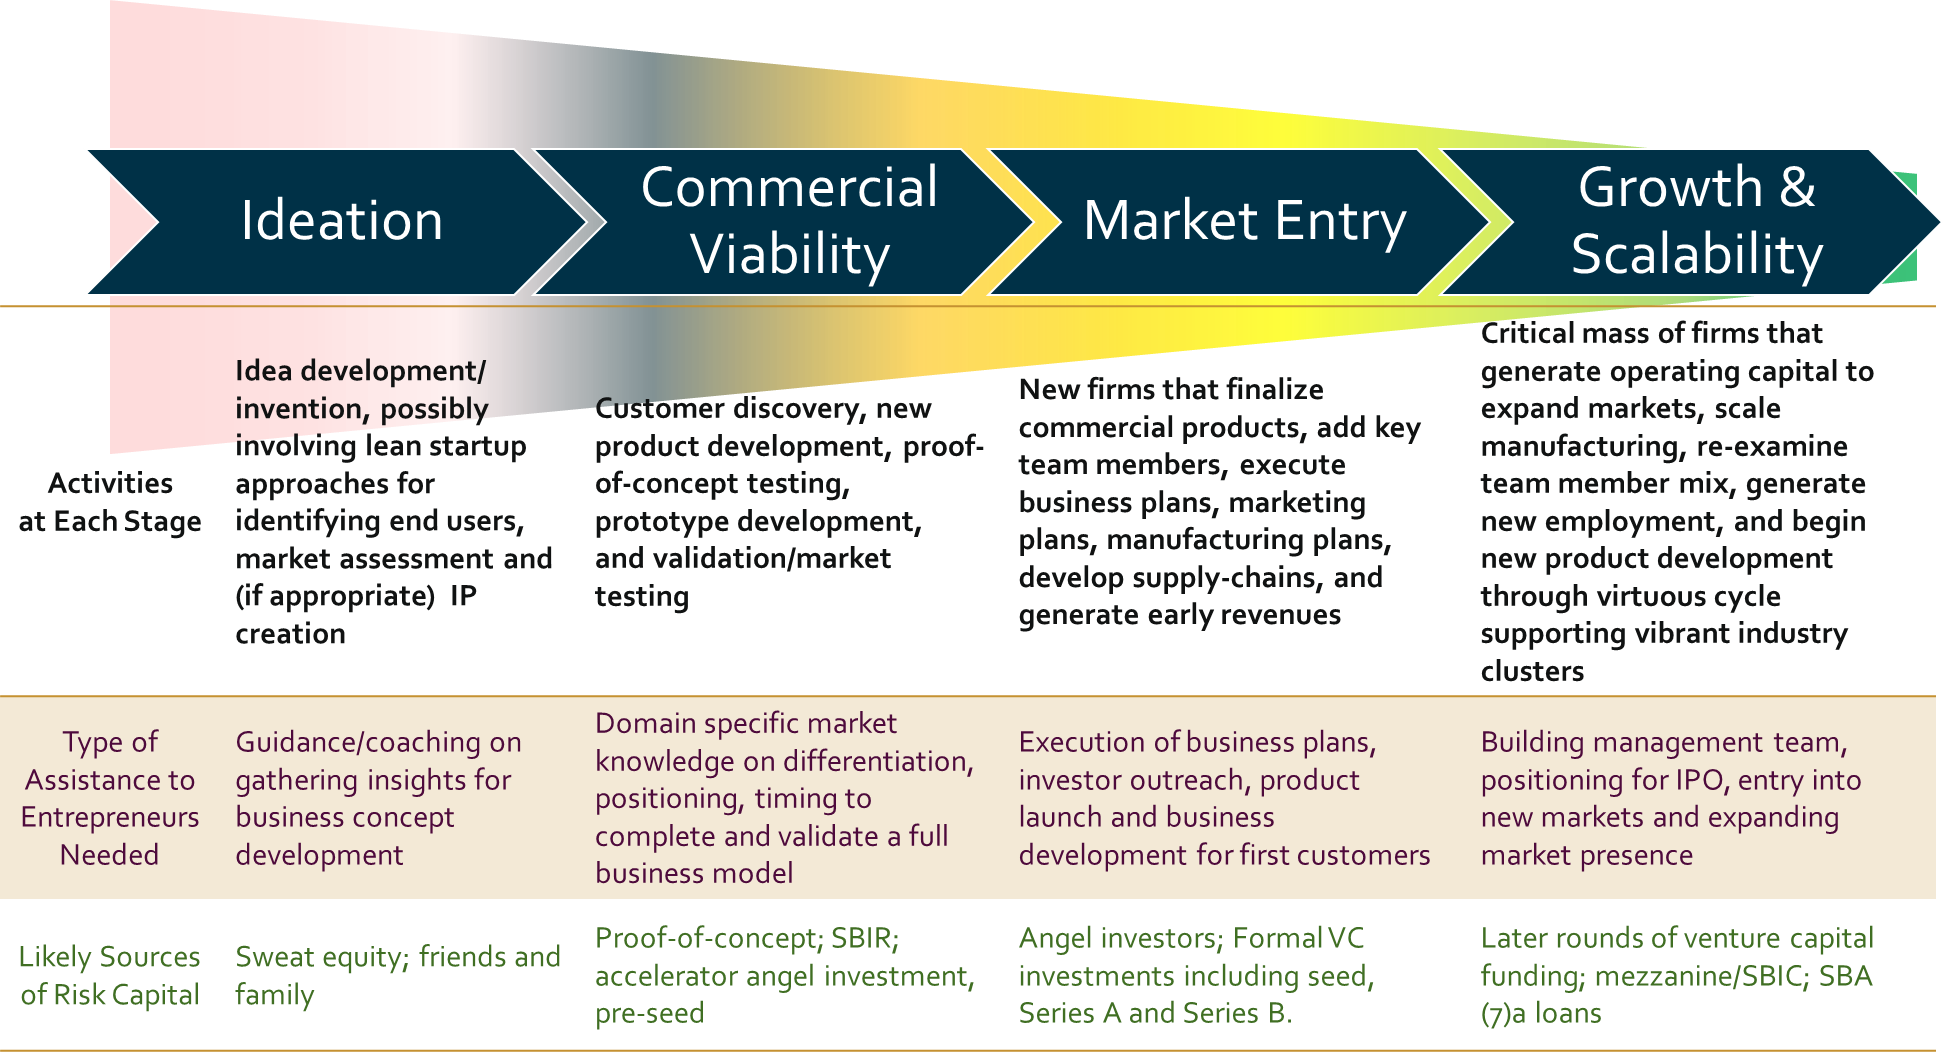 Ideation
Commercial
Viability
Market Entry
Growth &
Scalability
Activities
at Each Stage
Idea development/
invention, possibly
involving lean startup
approaches for
identifying end users,
market assessment and
(if appropriate) IP
creation
Customer discovery, new
product development, proof-
of-concept testing,
prototype development,
and validation/market
testing
New firms that finalize
commercial products, add key
team members, execute
business plans, marketing
plans, manufacturing plans,
develop supply-chains, and
generate early revenues
Critical mass of firms that
generate operating capital to
expand markets, scale
manufacturing, re-examine
team member mix, generate
new employment, and begin
new product development
through virtuous cycle
supporting vibrant industry
clusters
Type of
Assistance to
Entrepreneurs
Needed
Guidance/coaching on
gathering insights for
business concept
development
Domain specific market
knowledge on differentiation,
positioning, timing to
complete and validate a full
business model
Execution of business plans,
investor outreach, product
launch and business
development for first customers
Building management team,
positioning for IPO, entry into
new markets and expanding
market presence
Likely Sources
of Risk Capital
Sweat equity; friends and
family
Proof-of-concept; SBIR;
accelerator angel investment,
pre-seed
Angel investors; Formal VC
investments including seed,
Series A and Series B.
Later rounds of venture capital
funding; mezzanine/SBIC; SBA
(7)a loans